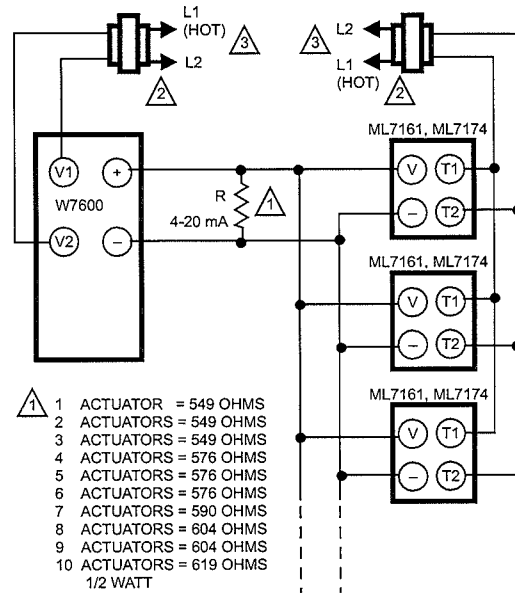 L1
(HOT)
L2
3
2
3
L2
L1
(HOT)
2
ML7161, ML7174
V1
+
W7600
V2
–
R
1
4-20 mA
V
T1
–
T2
ML7161, ML7174
V
T1
–
T2
ML7161, ML7174
V
T1
–
T2
1
1 ACTUATOR = 549 OHMS
2 ACTUATORS = 549 OHMS
3 ACTUATORS = 549 OHMS
4 ACTUATORS = 576 OHMS
5 ACTUATORS = 576 OHMS
6 ACTUATORS = 576 OHMS
7 ACTUATORS = 590 OHMS
8 ACTUATORS = 604 OHMS
9 ACTUATORS = 604 OHMS
10 ACTUATORS = 619 OHMS
1/2 WATT